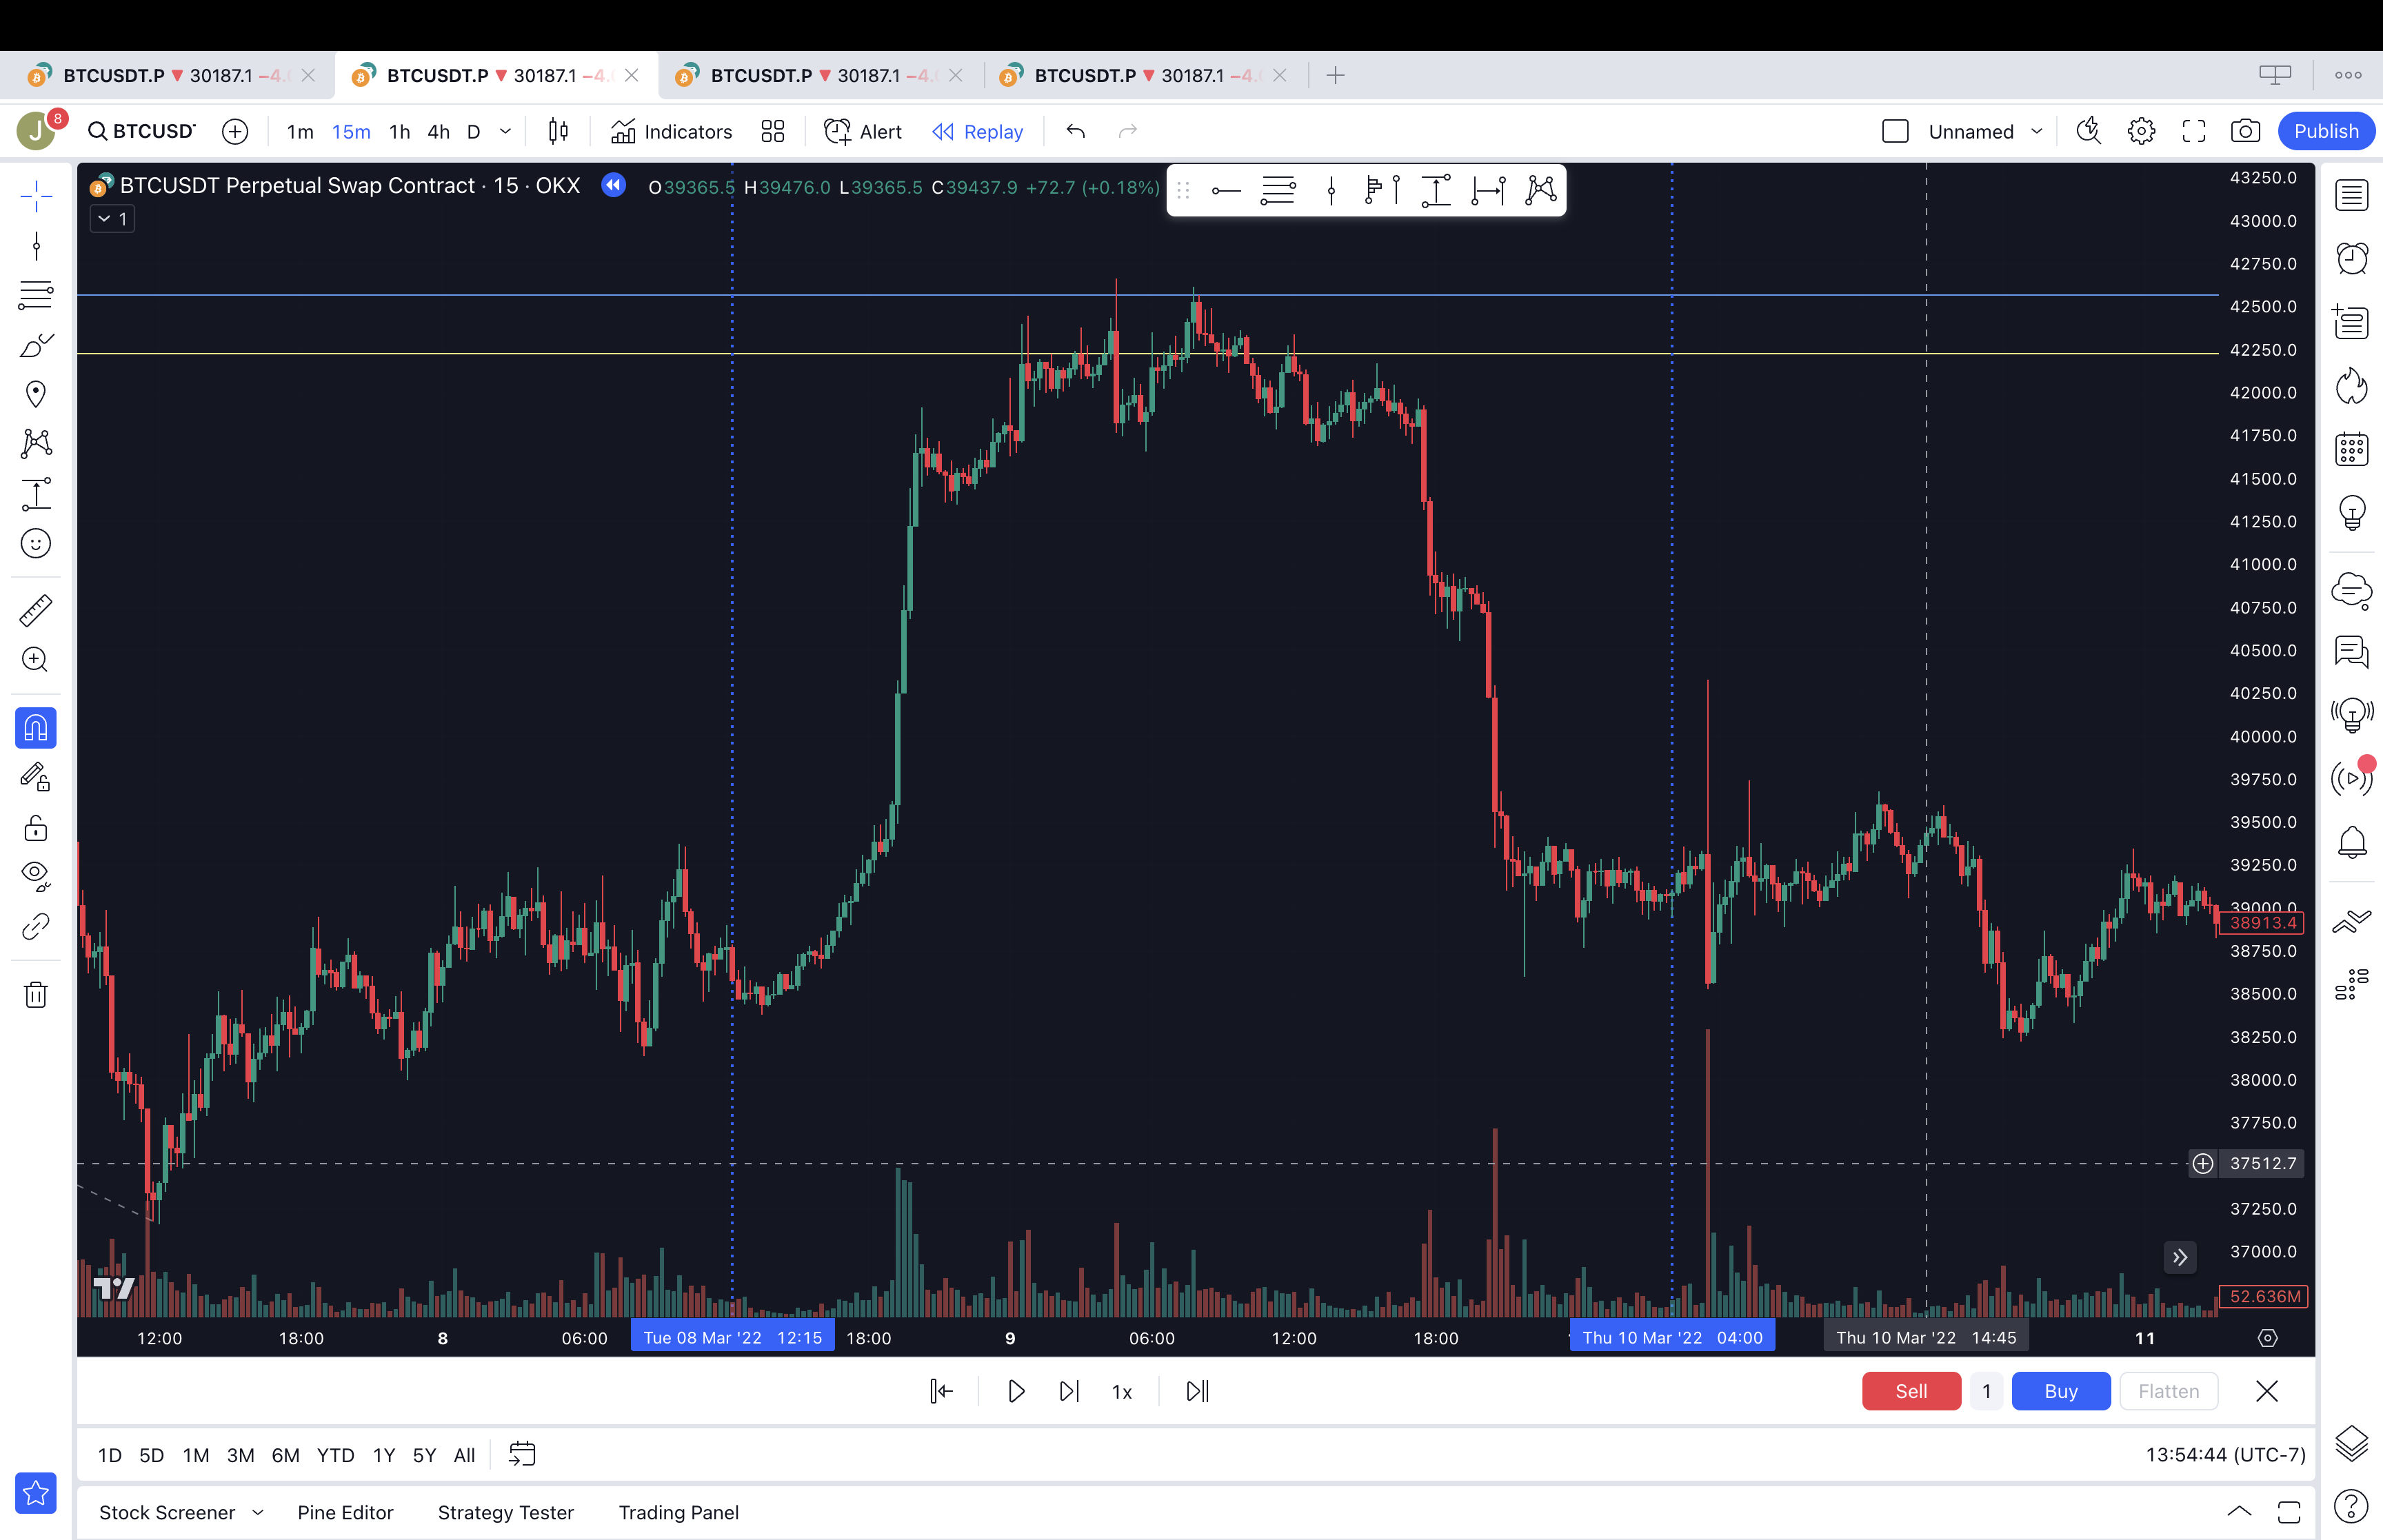 BTCUSDT.P 30187.1 −4.
BTCUSDT.P 30187.1 −4.
BTCUSDT.P 30187.1 −4.
BTCUSDT.P 30187.1 −4.
J 8 BTCUSD 1m 15m 1h 4h D Indicators Alert Replay Unnamed Publish
BTCUSDT Perpetual Swap Contract · 15 · OKX O39365.5 H39476.0 L39365.5 C39437.9 +72.7 (+0.18%)
1
43250.0
43000.0
42750.0
42500.0
42250.0
42000.0
41750.0
41500.0
41250.0
41000.0
40750.0
40500.0
40250.0
40000.0
39750.0
39500.0
39250.0
39000.0
38913.4
38750.0
38500.0
38250.0
38000.0
37750.0
37512.7
37250.0
37000.0
52.636M
12:00 18:00 8 06:00 Tue 08 Mar '22 12:15 18:00 9 06:00 12:00 18:00 Thu 10 Mar '22 04:00 Thu 10 Mar '22 14:45 11
1x Sell 1 Buy Flatten
1D 5D 1M 3M 6M YTD 1Y 5Y All 13:54:44 (UTC-7)
Stock Screener Pine Editor Strategy Tester Trading Panel